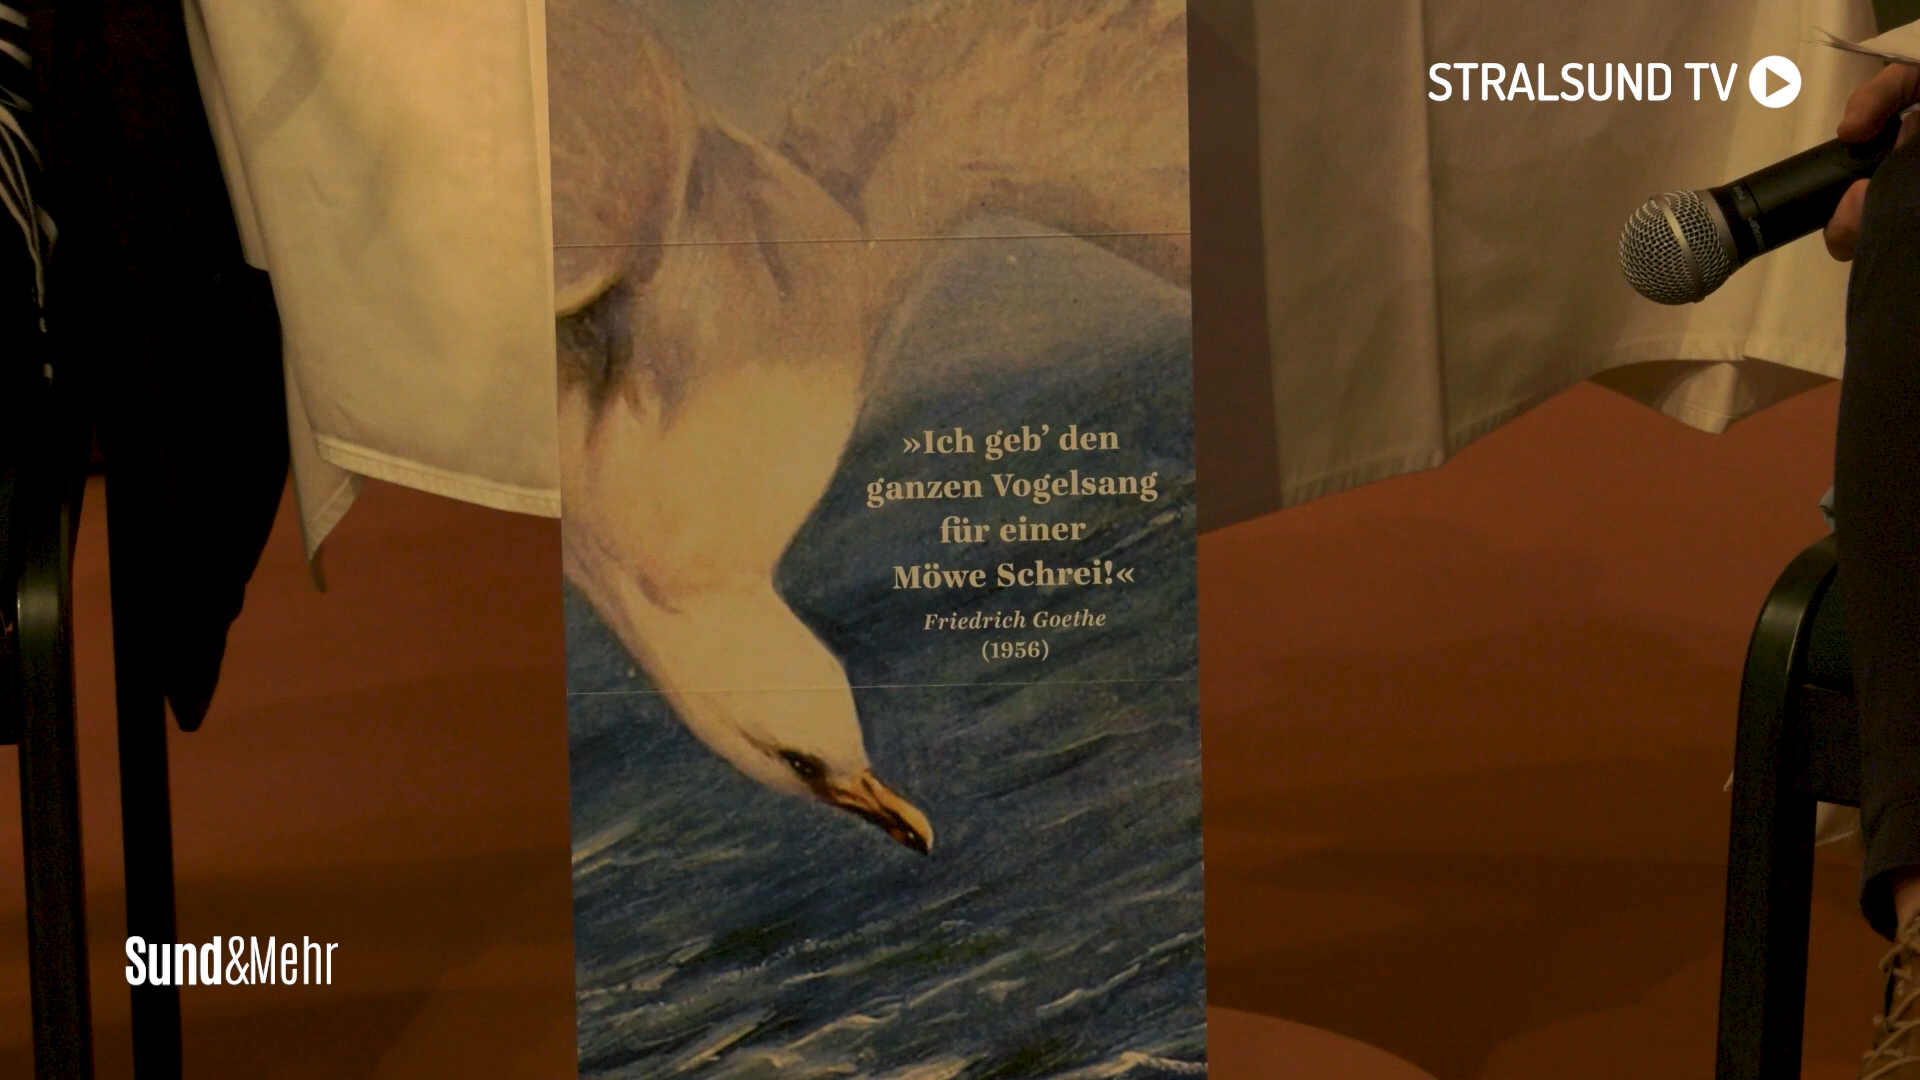 STRALSUND TV
»Ich geb’ den
ganzen Vogelsang
für einer
Möwe Schrei!«
Friedrich Goethe
(1956)
Sund&Mehr